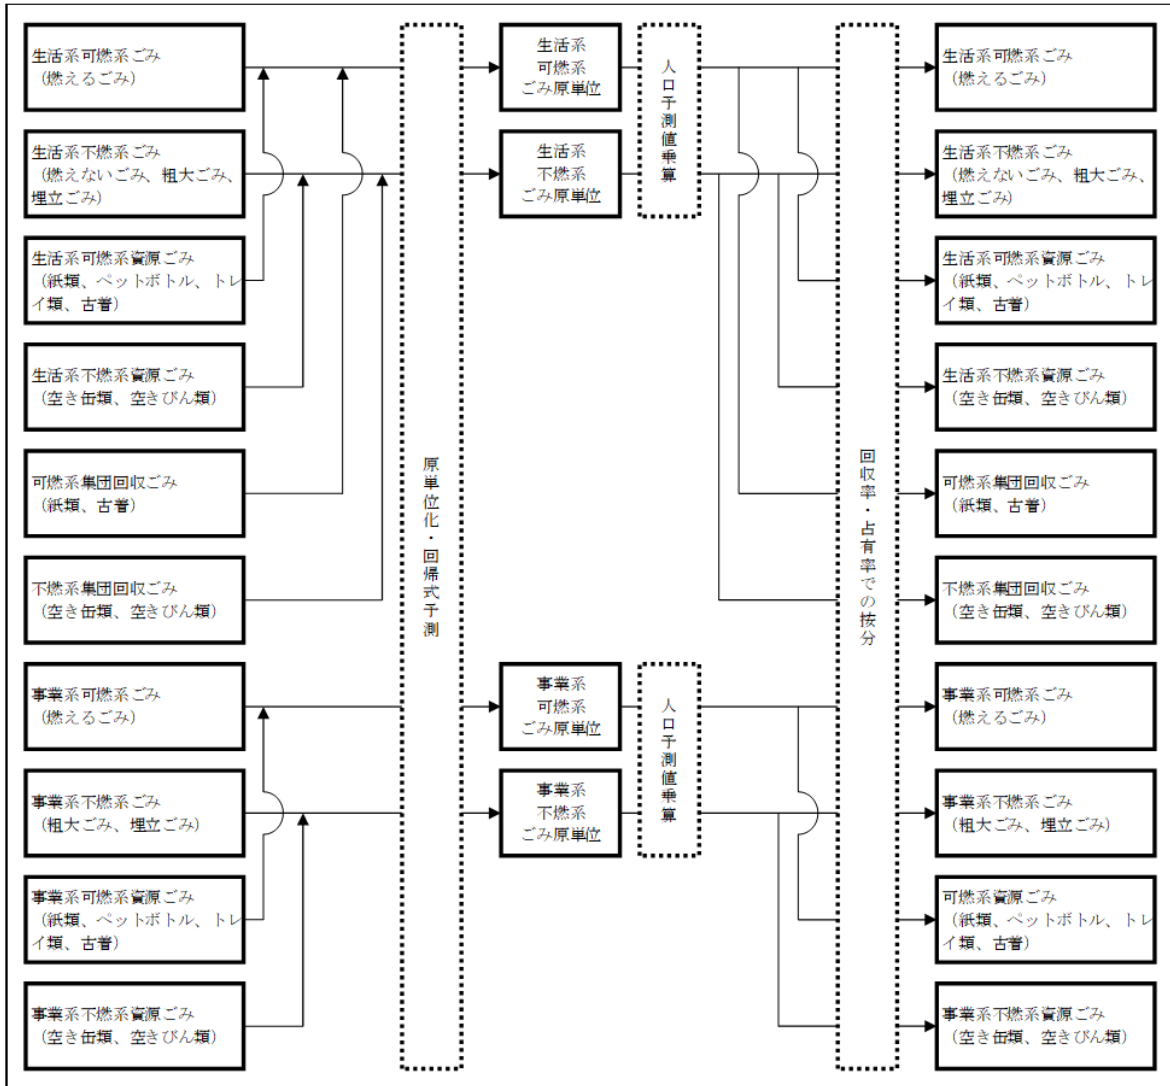 生活系可燃系ごみ
（燃えるごみ）
生活系不燃系ごみ
（燃えないごみ、粗大ごみ、
埋立ごみ）
生活系可燃系資源ごみ
（紙類、ペットボトル、トレ
イ類、古着）
生活系不燃系資源ごみ
（空き缶類、空きびん類）
可燃系集団回収ごみ
（紙類、古着）
不燃系集団回収ごみ
（空き缶類、空きびん類）
事業系可燃系ごみ
（燃えるごみ）
事業系不燃系ごみ
（粗大ごみ、埋立ごみ）
事業系可燃系資源ごみ
（紙類、ペットボトル、トレ
イ類、古着）
事業系不燃系資源ごみ
（空き缶類、空きびん類）
原単位化・回帰式予測
生活系
可燃系
ごみ原単位
生活系
不燃系
ごみ原単位
事業系
可燃系
ごみ原単位
事業系
不燃系
ごみ原単位
人口予測値乗算
人口予測値乗算
回収率・占有率での按分
生活系可燃系ごみ
（燃えるごみ）
生活系不燃系ごみ
（燃えないごみ、粗大ごみ、
埋立ごみ）
生活系可燃系資源ごみ
（紙類、ペットボトル、トレ
イ類、古着）
生活系不燃系資源ごみ
（空き缶類、空きびん類）
可燃系集団回収ごみ
（紙類、古着）
不燃系集団回収ごみ
（空き缶類、空きびん類）
事業系可燃系ごみ
（燃えるごみ）
事業系不燃系ごみ
（粗大ごみ、埋立ごみ）
可燃系資源ごみ
（紙類、ペットボトル、トレ
イ類、古着）
事業系不燃系資源ごみ
（空き缶類、空きびん類）